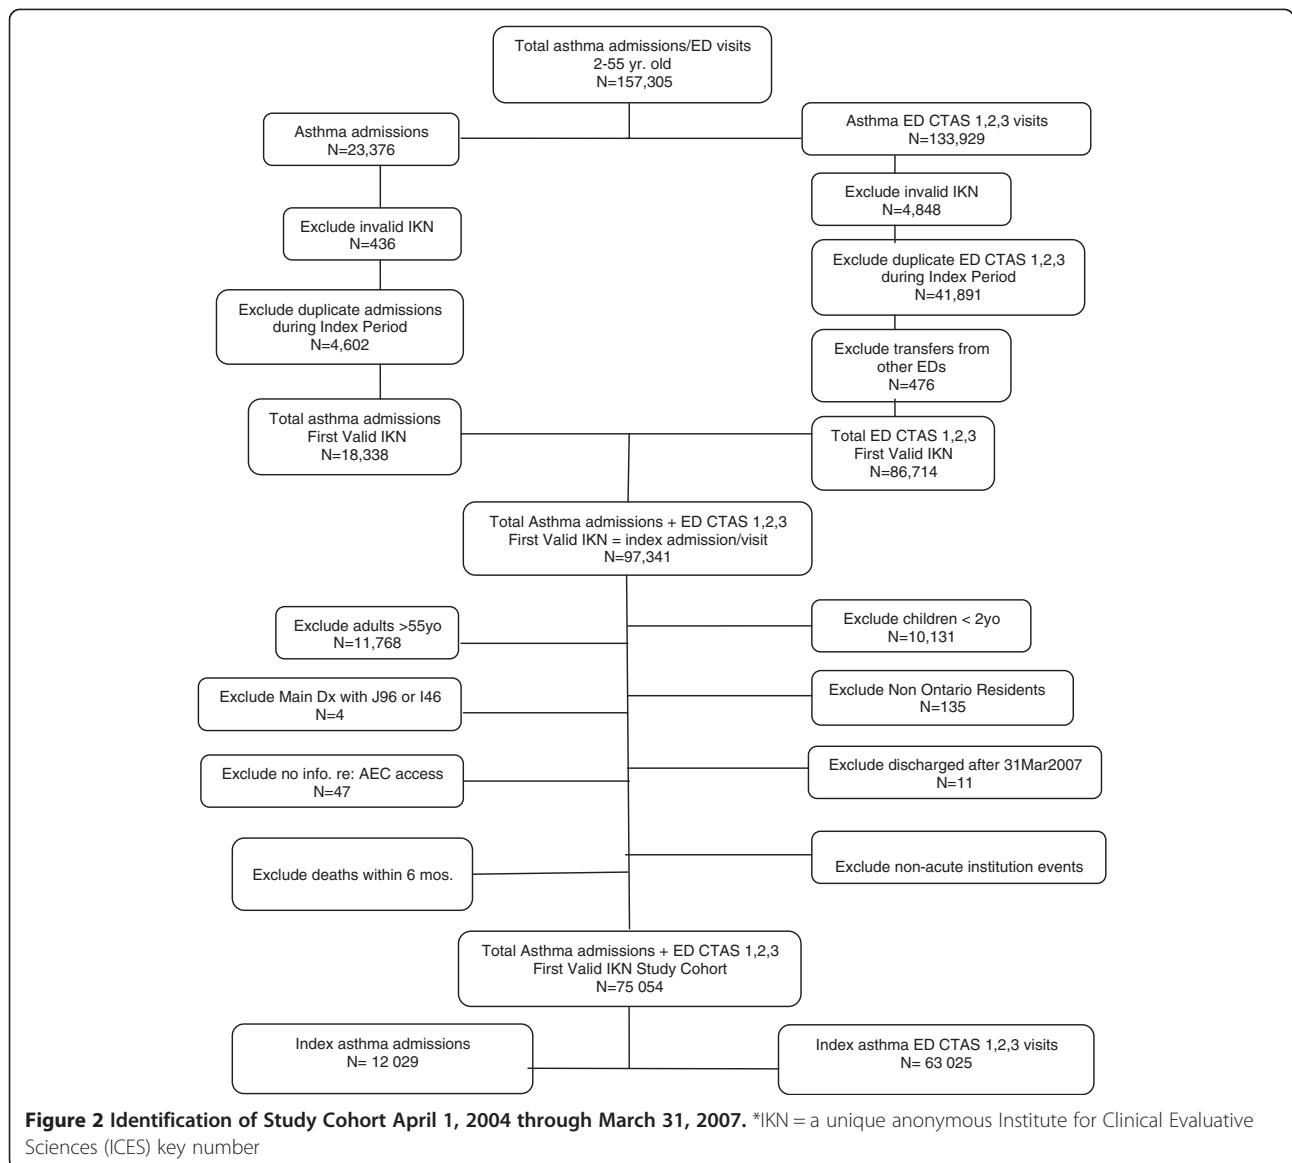 Total asthma admissions/ED visits
2-55 yr. old
N=157,305
Asthma admissions
N=23,376
Asthma ED CTAS 1,2,3 visits
N=133,929
Exclude invalid IKN
N=436
Exclude invalid IKN
N=4,848
Exclude duplicate admissions
during Index Period
N=4,602
Exclude duplicate ED CTAS 1,2,3
during Index Period
N=41,891
Exclude transfers from
other EDs
N=476
Total asthma admissions
First Valid IKN
N=18,338
Total ED CTAS 1,2,3
First Valid IKN
N=86,714
Total Asthma admissions + ED CTAS 1,2,3
First Valid IKN = index admission/visit
N=97,341
Exclude adults >55yo
N=11,768
Exclude children < 2yo
N=10,131
Exclude Main Dx with J96 or I46
N=4
Exclude Non Ontario Residents
N=135
Exclude no info. re: AEC access
N=47
Exclude discharged after 31Mar2007
N=11
Exclude deaths within 6 mos.
Exclude non-acute institution events
Total Asthma admissions + ED CTAS 1,2,3
First Valid IKN Study Cohort
N=75 054
Index asthma admissions
N= 12 029
Index asthma ED CTAS 1,2,3 visits
N= 63 025
Figure 2 Identification of Study Cohort April 1, 2004 through March 31, 2007. *IKN = a unique anonymous Institute for Clinical Evaluative
Sciences (ICES) key number